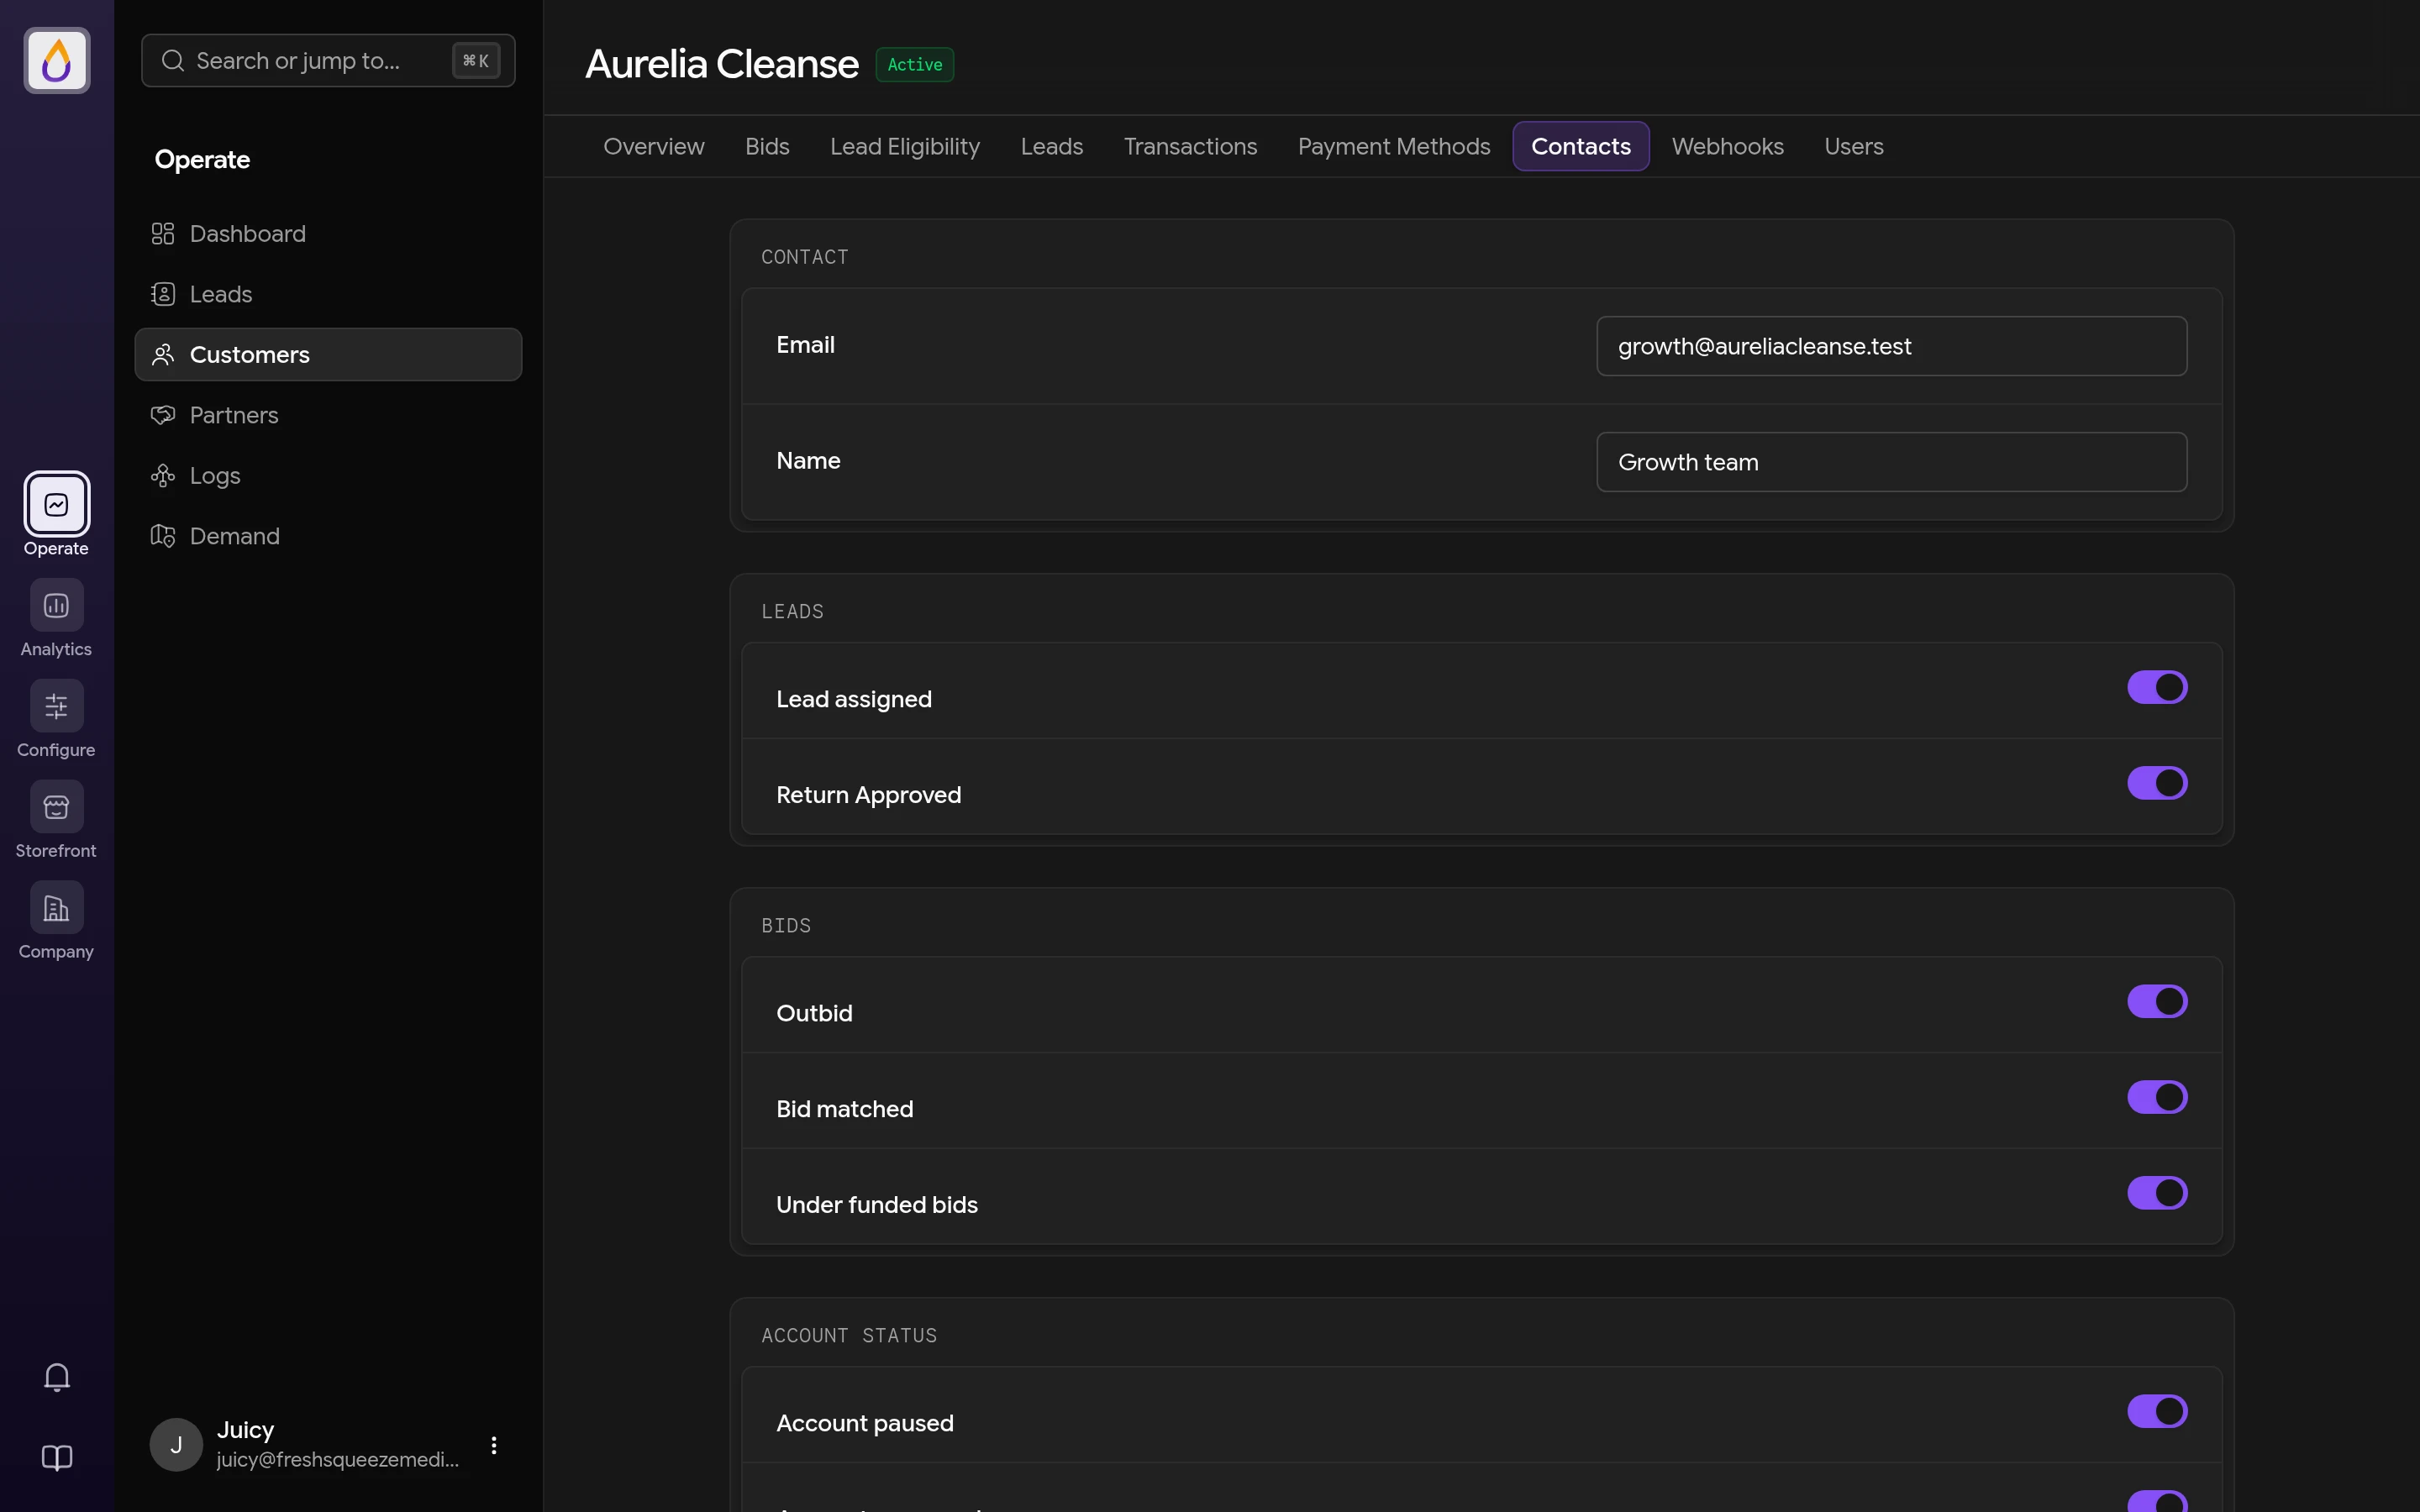 Search or jump to...
⌘K
Operate
Dashboard
Leads
Customers
Partners
Logs
Demand
Operate
Analytics
Configure
Storefront
Company
J
Juicy
juicy@freshsqueezemedi...
Aurelia Cleanse
Active
Overview
Bids
Lead Eligibility
Leads
Transactions
Payment Methods
Contacts
Webhooks
Users
CONTACT
Email
growth@aureliacleanse.test
Name
Growth team
LEADS
Lead assigned
Return Approved
BIDS
Outbid
Bid matched
Under funded bids
ACCOUNT STATUS
Account paused